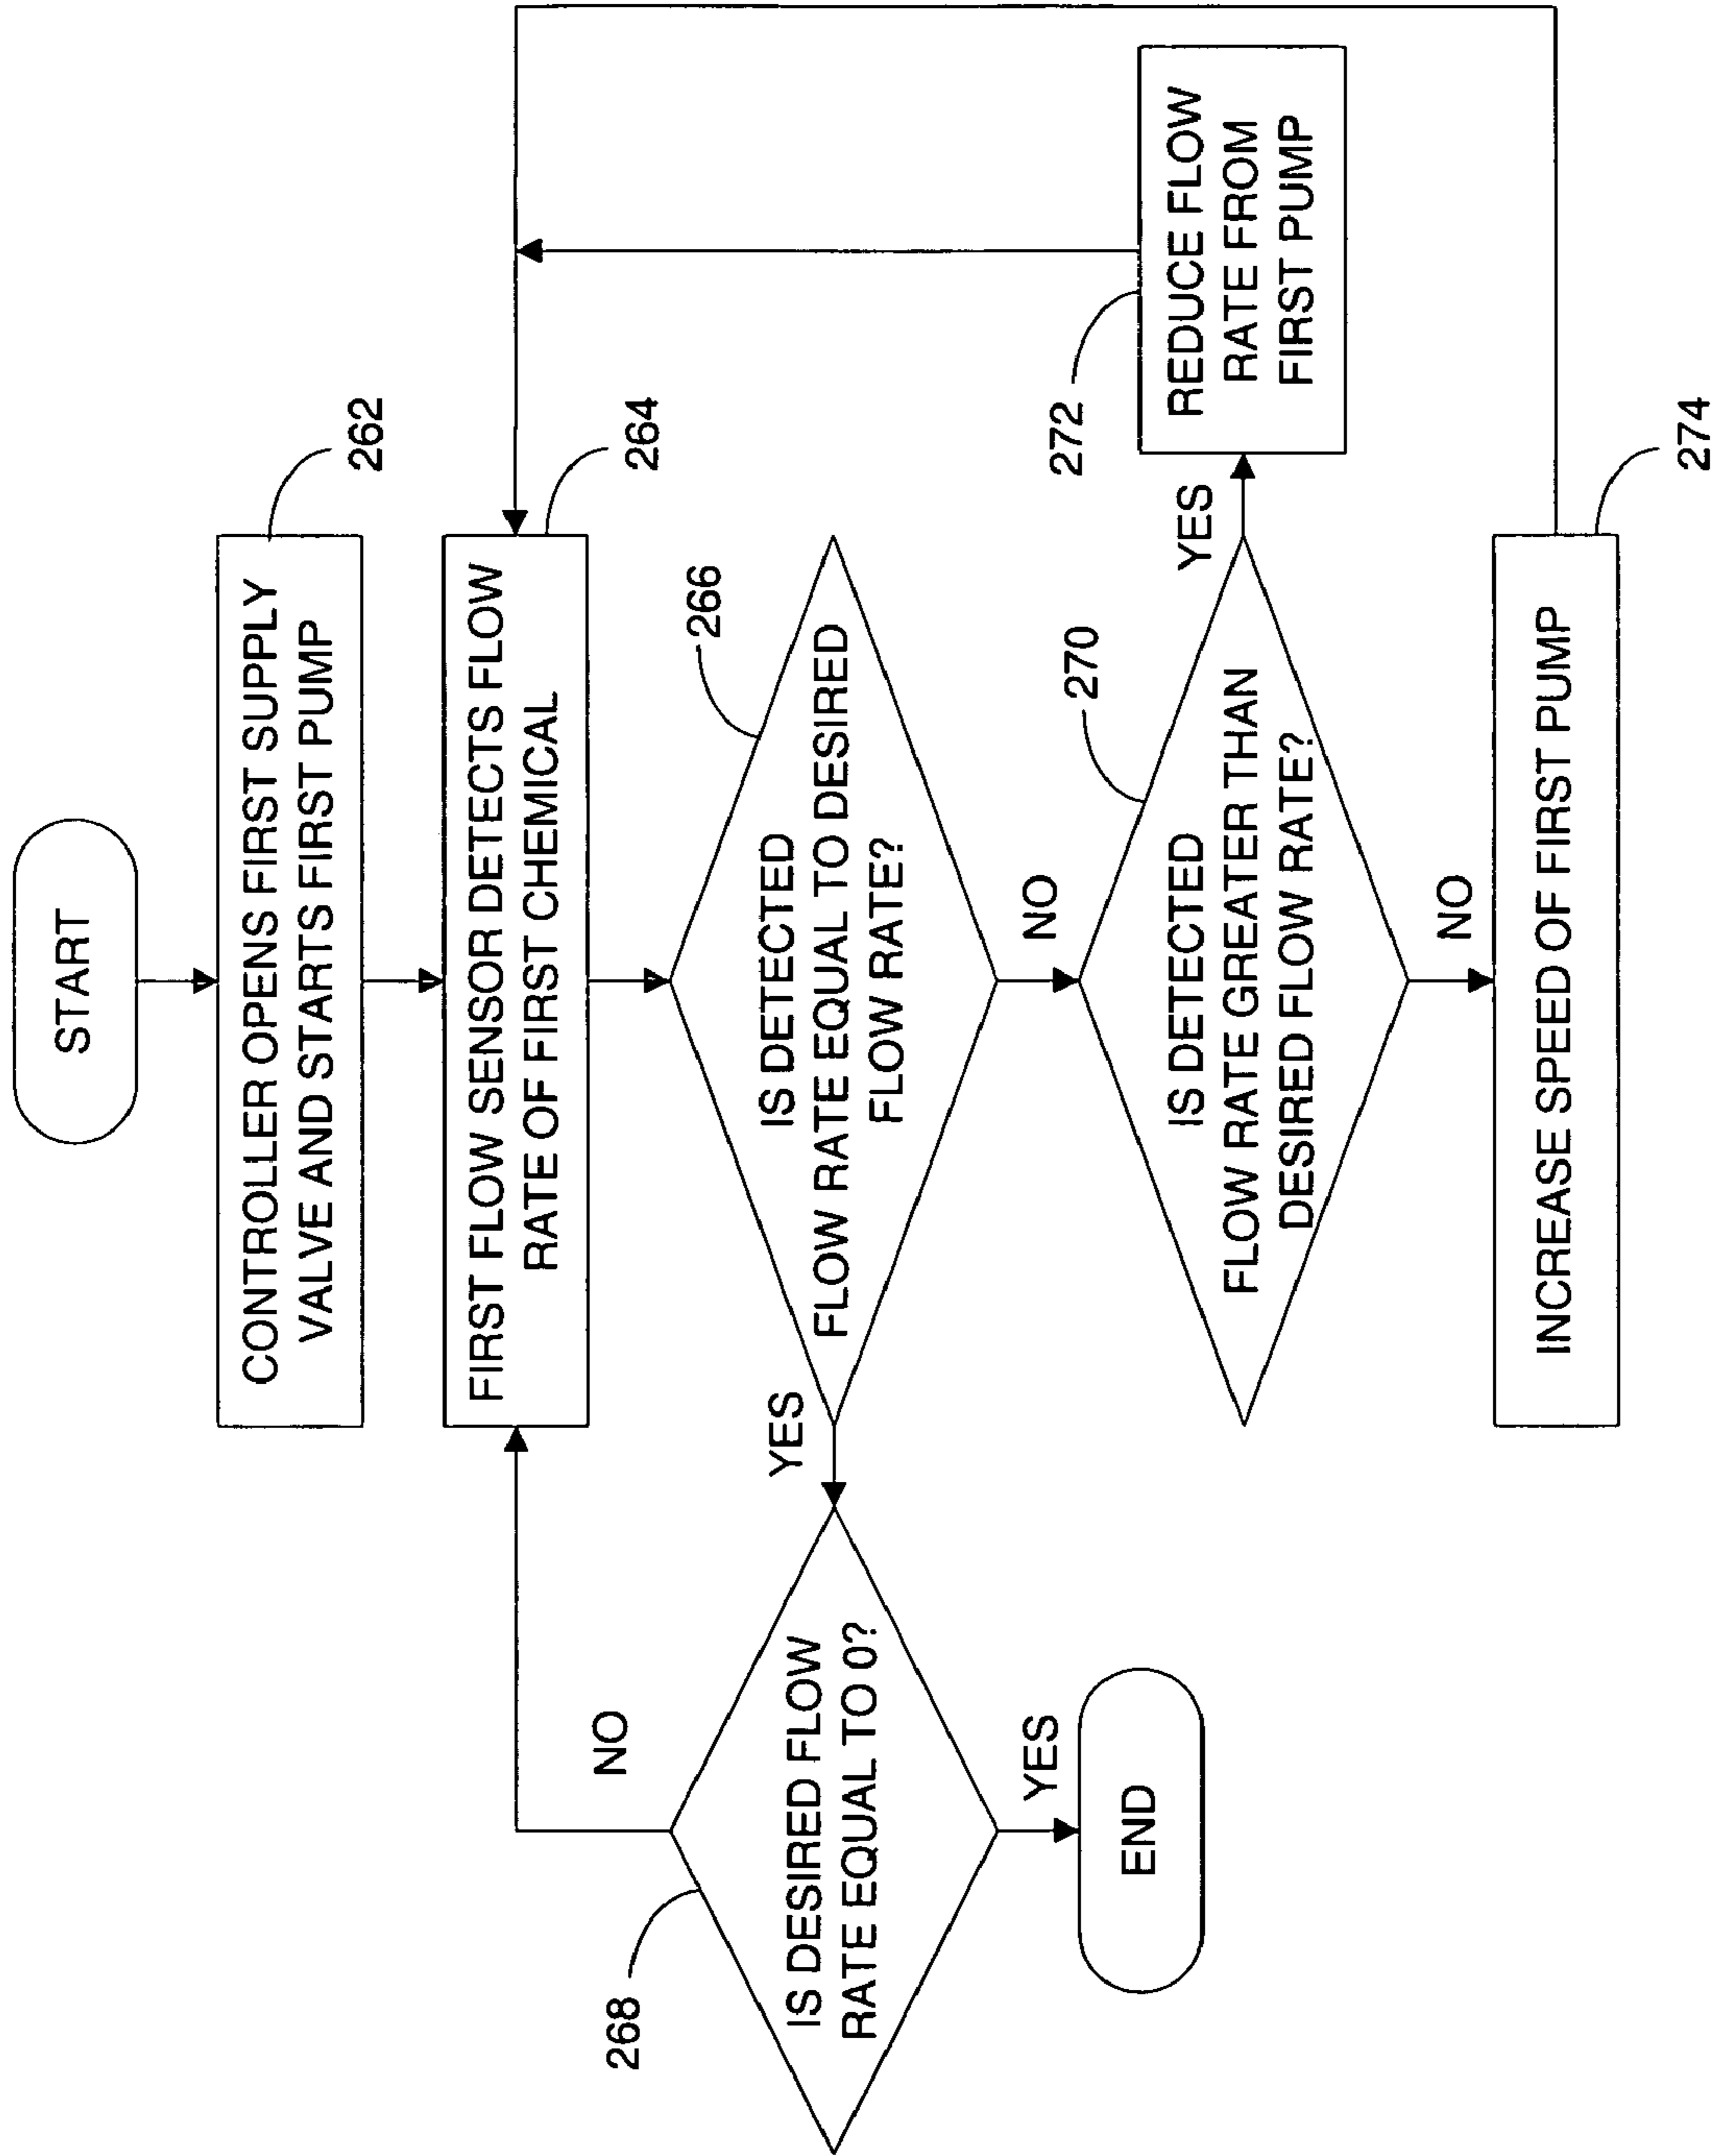 START
CONTROLLER OPENS FIRST SUPPLY
VALVE AND STARTS FIRST PUMP
262
FIRST FLOW SENSOR DETECTS FLOW
RATE OF FIRST CHEMICAL
264
IS DETECTED
FLOW RATE EQUAL TO DESIRED
FLOW RATE?
266
YES
NO
IS DESIRED FLOW
RATE EQUAL TO 0?
268
NO
YES
END
IS DETECTED
FLOW RATE GREATER THAN
DESIRED FLOW RATE?
270
YES
NO
REDUCE FLOW
RATE FROM
FIRST PUMP
272
INCREASE SPEED OF FIRST PUMP
274